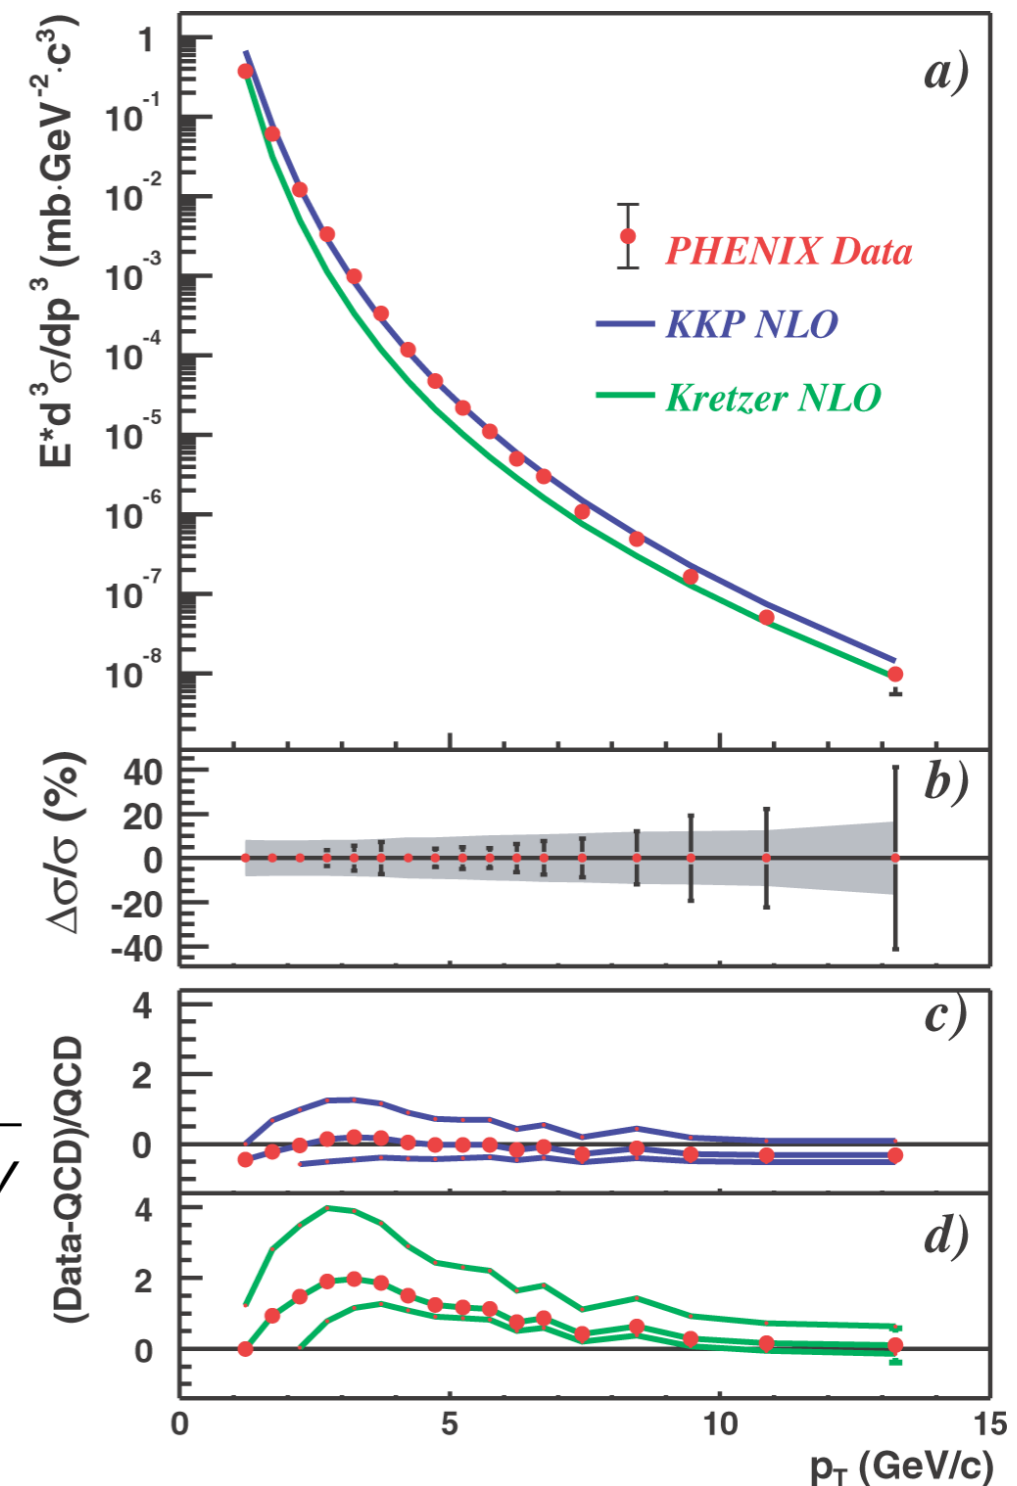 E*d³σ/dp³ (mb·GeV⁻²·c³)
1
10⁻¹
10⁻²
10⁻³
10⁻⁴
10⁻⁵
10⁻⁶
10⁻⁷
10⁻⁸
a)
PHENIX Data
KKP NLO
Kretzer NLO
Δσ/σ (%)
40
20
0
-20
-40
b)
(Data-QCD)/QCD
4
2
0
c)
4
2
0
d)
0 5 10 15
p_T (GeV/c)